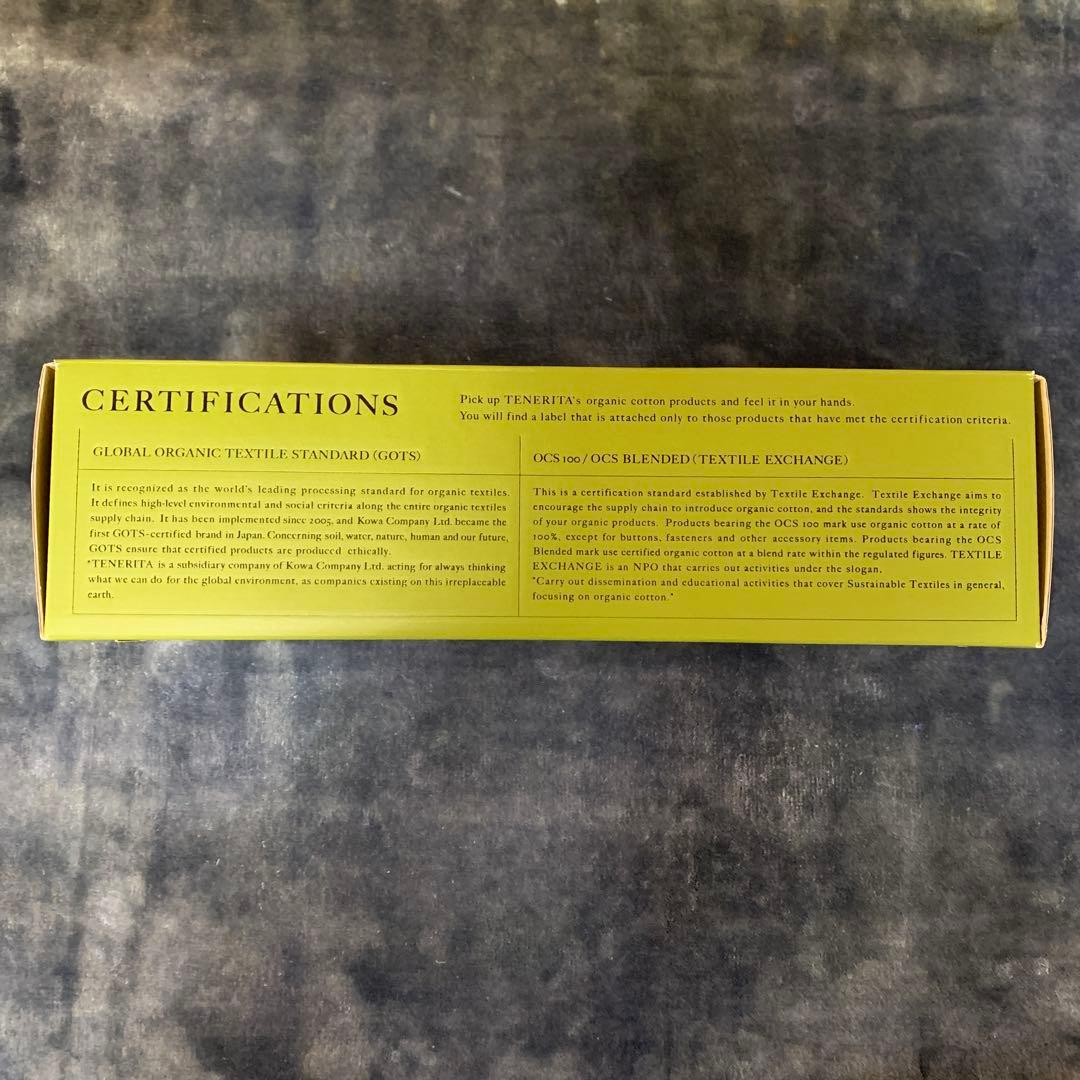 CERTIFICATIONS
Pick up TENERITA's organic cotton products and feel it in your hands.
You will find a label that is attached only to those products that have met the certification criteria.
GLOBAL ORGANIC TEXTILE STANDARD (GOTS)
It is recognized as the world's leading processing standard for organic textiles.
It defines high-level environmental and social criteria along the entire organic textiles
supply chain. It has been implemented since 2005, and Kowa Company Ltd. became the
first GOTS-certified brand in Japan. Concerning soil, water, nature, human and our future,
GOTS ensure that certified products are produced ethically.
*TENERITA is a subsidiary company of Kowa Company Ltd. acting for always thinking
what we can do for the global environment, as companies existing on this irreplaceable
earth.
OCS 100 / OCS BLENDED (TEXTILE EXCHANGE)
This is a certification standard established by Textile Exchange. Textile Exchange aims to
encourage the supply chain to introduce organic cotton, and the standards shows the integrity
of your organic products. Products bearing the OCS 100 mark use organic cotton at a rate of
100%, except for buttons, fasteners and other accessory items. Products bearing the OCS
Blended mark use certified organic cotton at a blend rate within the regulated figures. TEXTILE
EXCHANGE is an NPO that carries out activities under the slogan,
"Carry out dissemination and educational activities that cover Sustainable Textiles in general,
focusing on organic cotton."